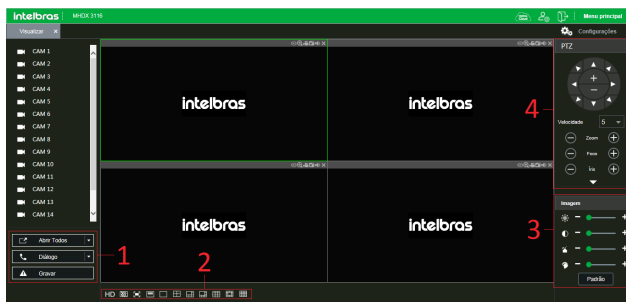 intelbras MHDX 3116 Menu principal
Visualizar × Configurações
CAM 1
CAM 2
CAM 3
CAM 4
CAM 5
CAM 6
CAM 7
CAM 8
CAM 9
CAM 10
CAM 11
CAM 12
CAM 13
CAM 14
Abrir Todos
Diálogo
Gravar
1
intelbras
intelbras
intelbras
intelbras
2
HD
PTZ
4
Velocidade 5
Zoom
Foco
Íris
Imagem
3
Padrão